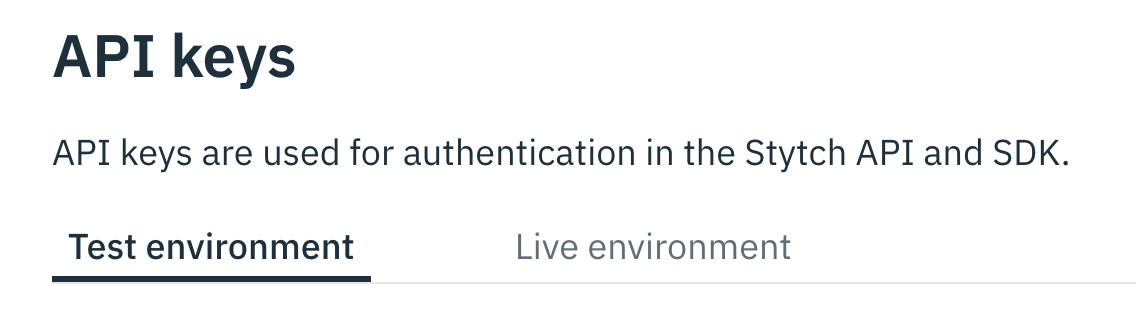 API keys
API keys are used for authentication in the Stytch API and SDK.
Test environment Live environment